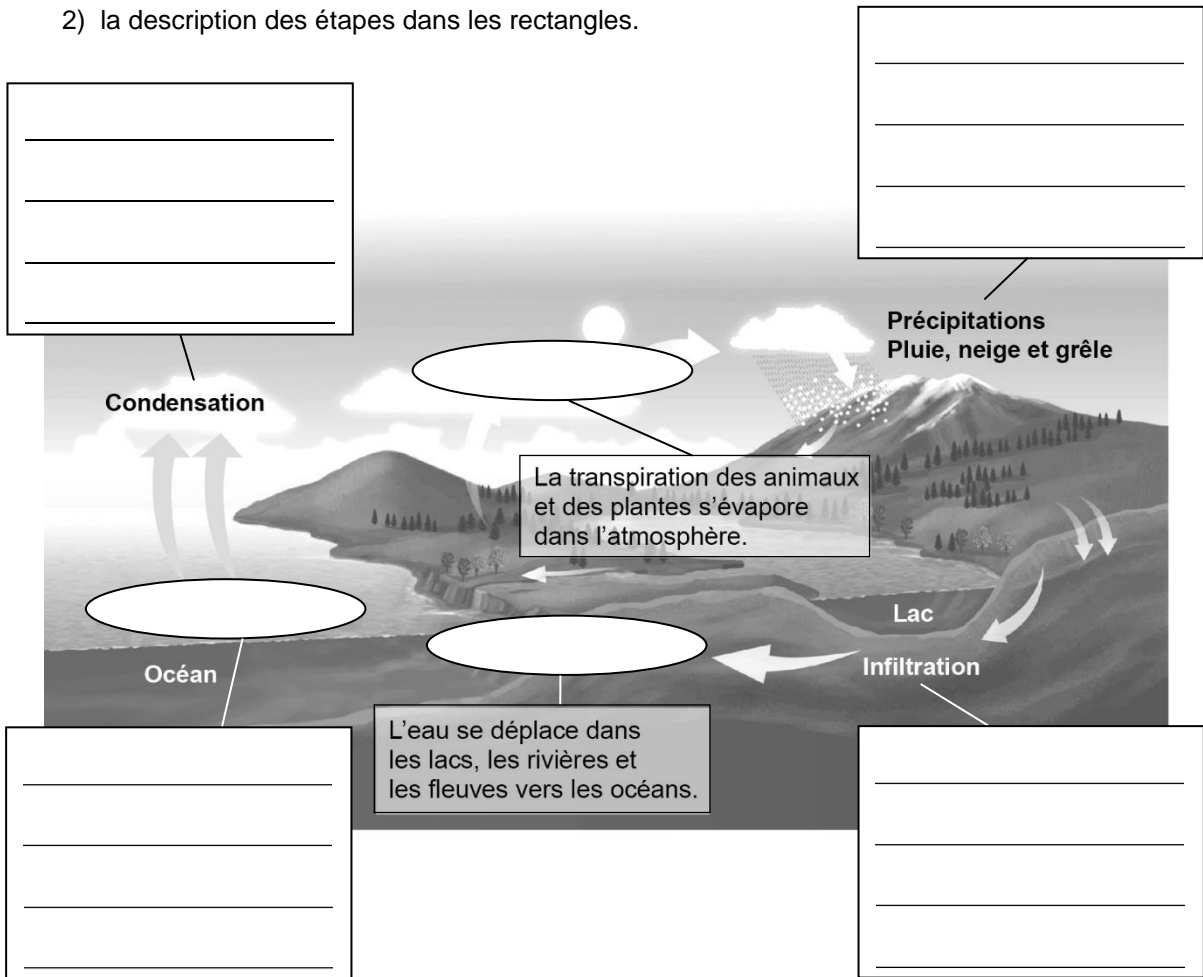 2) la description des étapes dans les rectangles.
Précipitations
Pluie, neige et grêle
Condensation
La transpiration des animaux
et des plantes s’évapore
dans l’atmosphère.
Lac
Océan
Infiltration
L’eau se déplace dans
les lacs, les rivières et
les fleuves vers les océans.